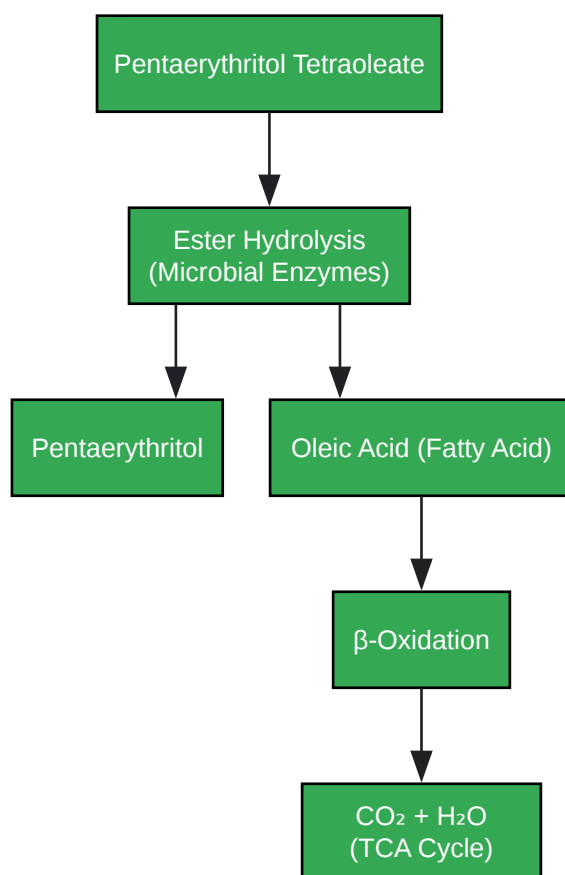 Pentaerythritol Tetraoleate
Ester Hydrolysis
(Microbial Enzymes)
Pentaerythritol
Oleic Acid (Fatty Acid)
β-Oxidation
CO₂ + H₂O
(TCA Cycle)